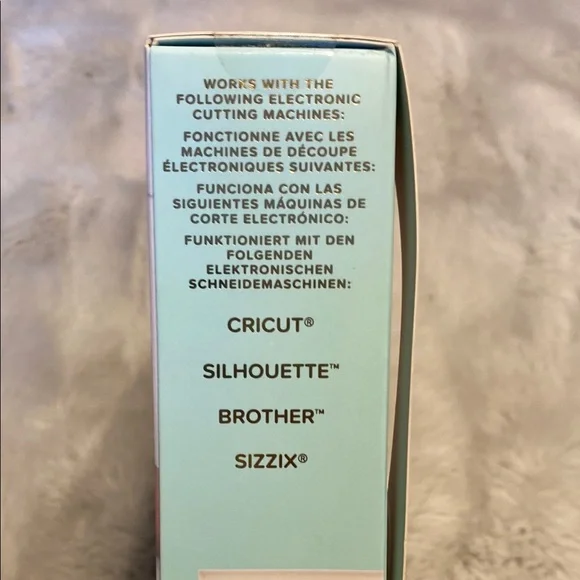 WORKS WITH THE
FOLLOWING ELECTRONIC
CUTTING MACHINES:
FONCTIONNE AVEC LES
MACHINES DE DÉCOUPE
ÉLECTRONIQUES SUIVANTES:
FUNCIONA CON LAS
SIGUIENTES MÁQUINAS DE
CORTE ELECTRÓNICO:
FUNKTIONIERT MIT DEN
FOLGENDEN
ELEKTRONISCHEN
SCHNEIDEMASCHINEN:
CRICUT®
SILHOUETTE™
BROTHER™
SIZZIX®